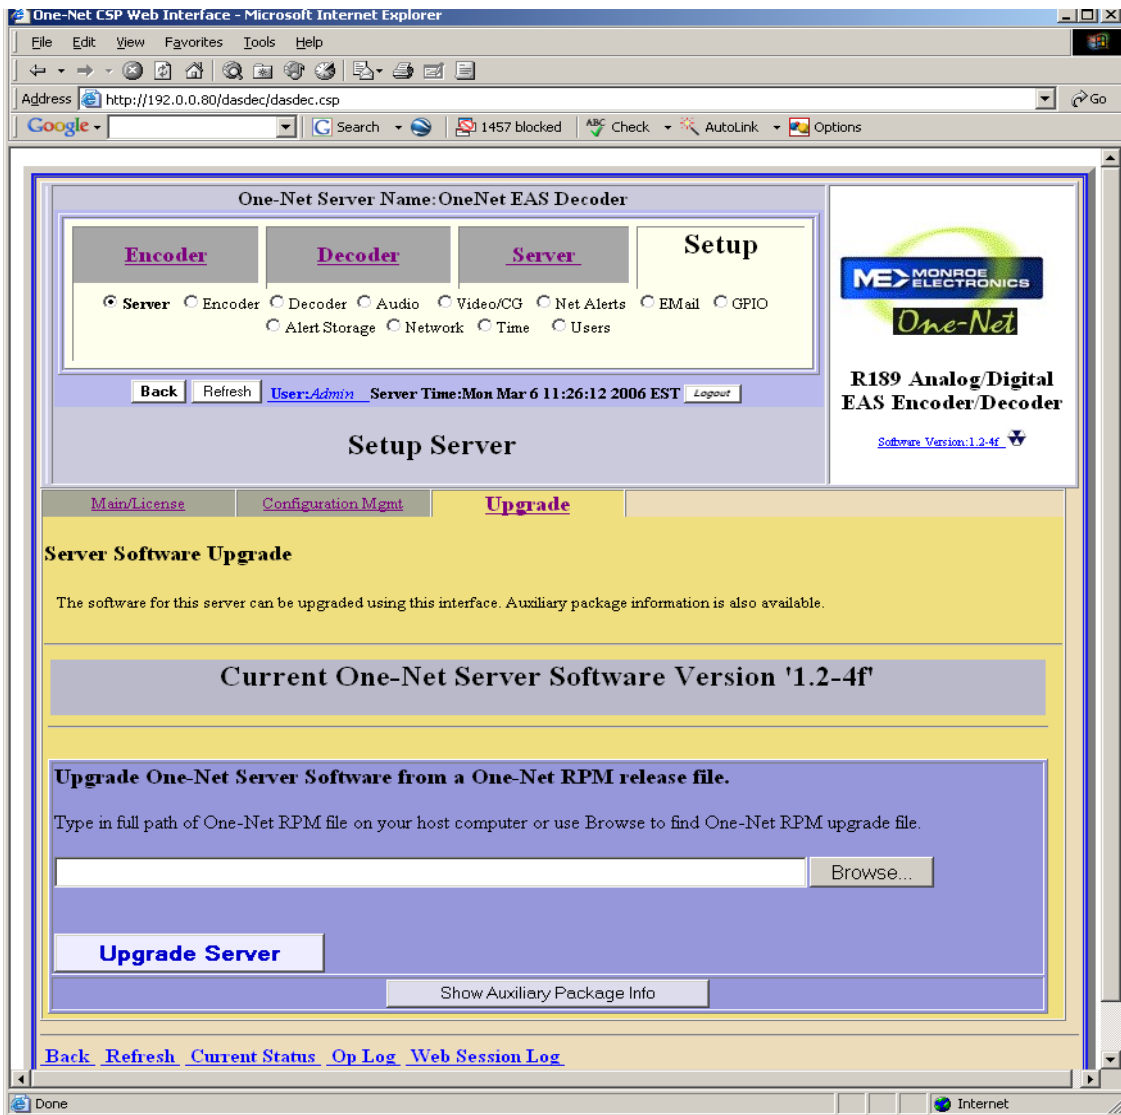 One-Net CSP Web Interface - Microsoft Internet Explorer
File Edit View Favorites Tools Help
Address http://192.0.0.80/dasdec/dasdec.csp Go
Google Search 1457 blocked ABC Check AutoLink Options
One-Net Server Name:OneNet EAS Decoder
Encoder Decoder Server Setup
Server Encoder Decoder Audio Video/CG Net Alerts EMail GPIO
Alert Storage Network Time Users
Back Refresh User:Admin Server Time:Mon Mar 6 11:26:12 2006 EST Logout
Setup Server
ME MONROE ELECTRONICS
One-Net
R189 Analog/Digital
EAS Encoder/Decoder
Software Version:1.2-4f
Main/License Configuration Mgmt Upgrade
Server Software Upgrade
The software for this server can be upgraded using this interface. Auxiliary package information is also available.
Current One-Net Server Software Version '1.2-4f'
Upgrade One-Net Server Software from a One-Net RPM release file.
Type in full path of One-Net RPM file on your host computer or use Browse to find One-Net RPM upgrade file.
Browse...
Upgrade Server
Show Auxiliary Package Info
Back Refresh Current Status Op Log Web Session Log
Done Internet